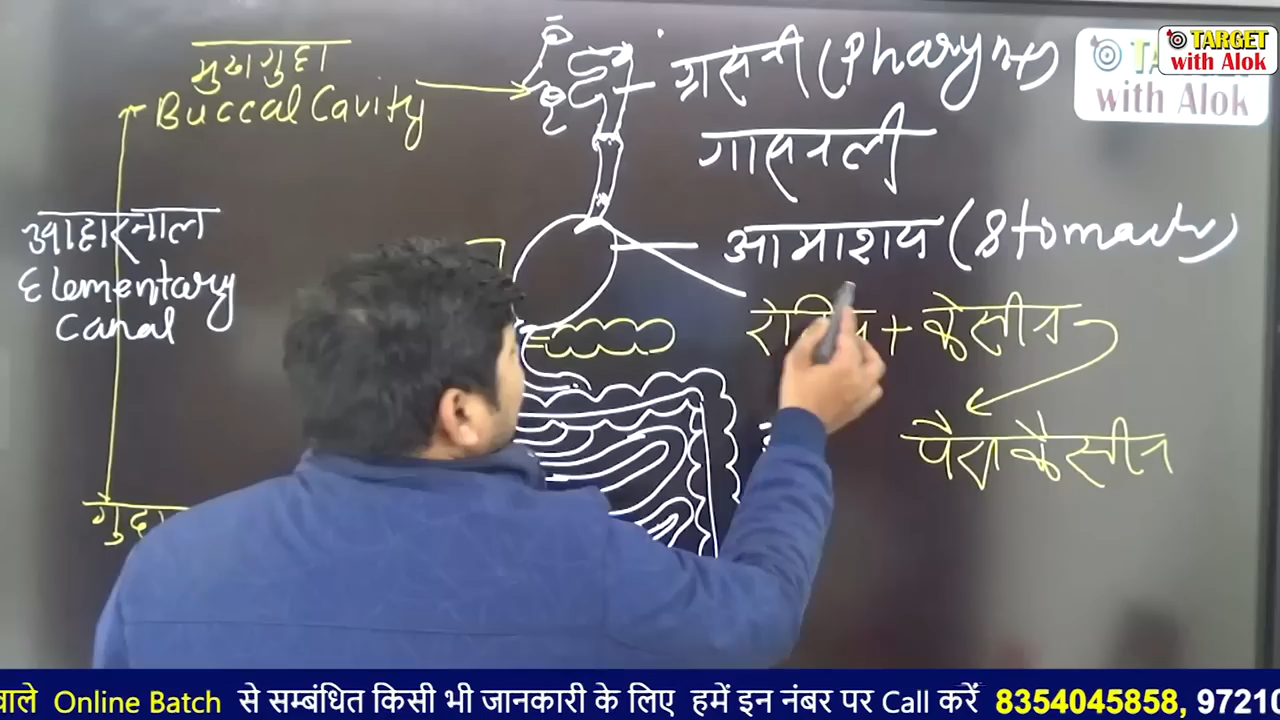 मुखगुहा
Buccal Cavity
ग्रसनी (Pharynx)
ग्रासनली
आहारनाल
Elementary
Canal
आमाशय (Stomach)
+ केसीन
पैराकैसीन
गुदा
TARGET
with Alok
with Alok
वाले Online Batch से सम्बंधित किसी भी जानकारी के लिए हमें इन नंबर पर Call करें 8354045858, 97210